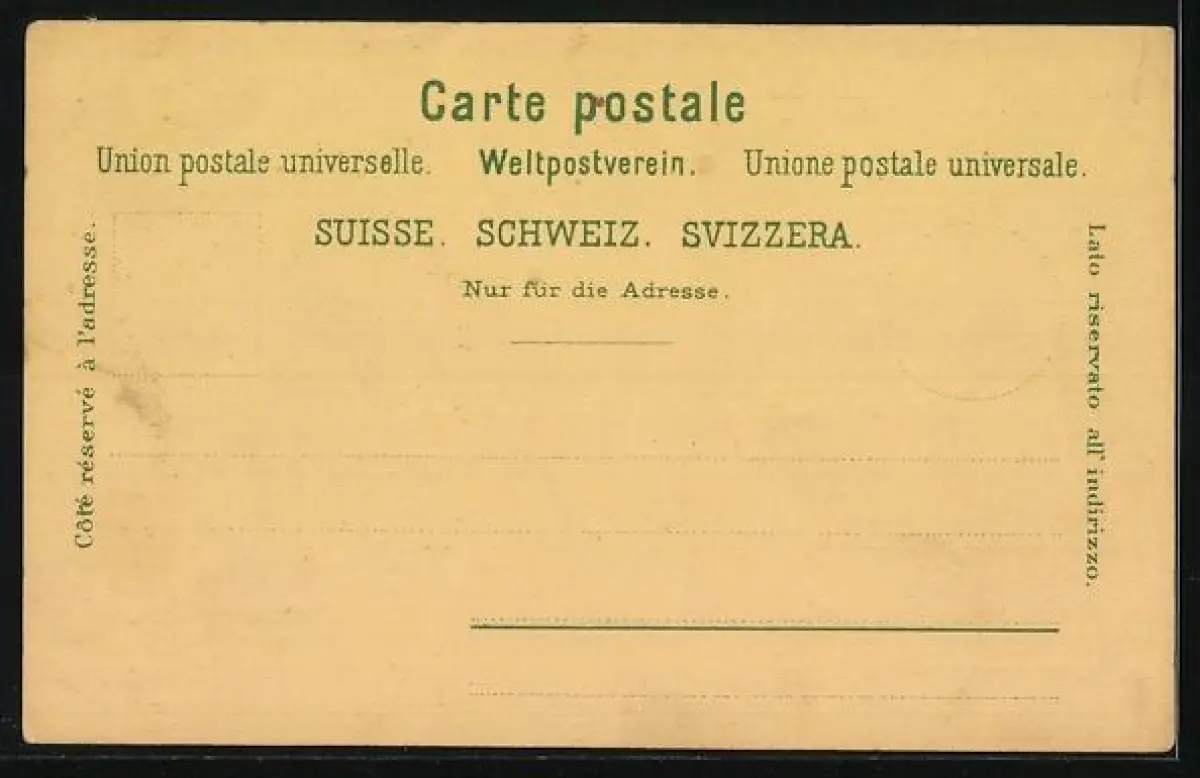 Carte postale
Union postale universelle. Weltpostverein. Unione postale universale.
SUISSE. SCHWEIZ. SVIZZERA.
Nur für die Adresse.
Côté réservé à l'adresse.
Lato riservato all' indirizzo.